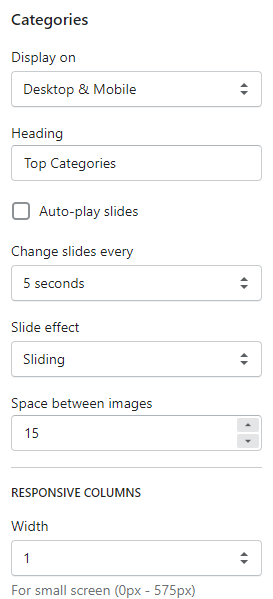 Categories
Display on
Desktop & Mobile
Heading
Top Categories
Auto-play slides
Change slides every
5 seconds
Slide effect
Sliding
Space between images
15
RESPONSIVE COLUMNS
Width
1
For small screen (0px - 575px)